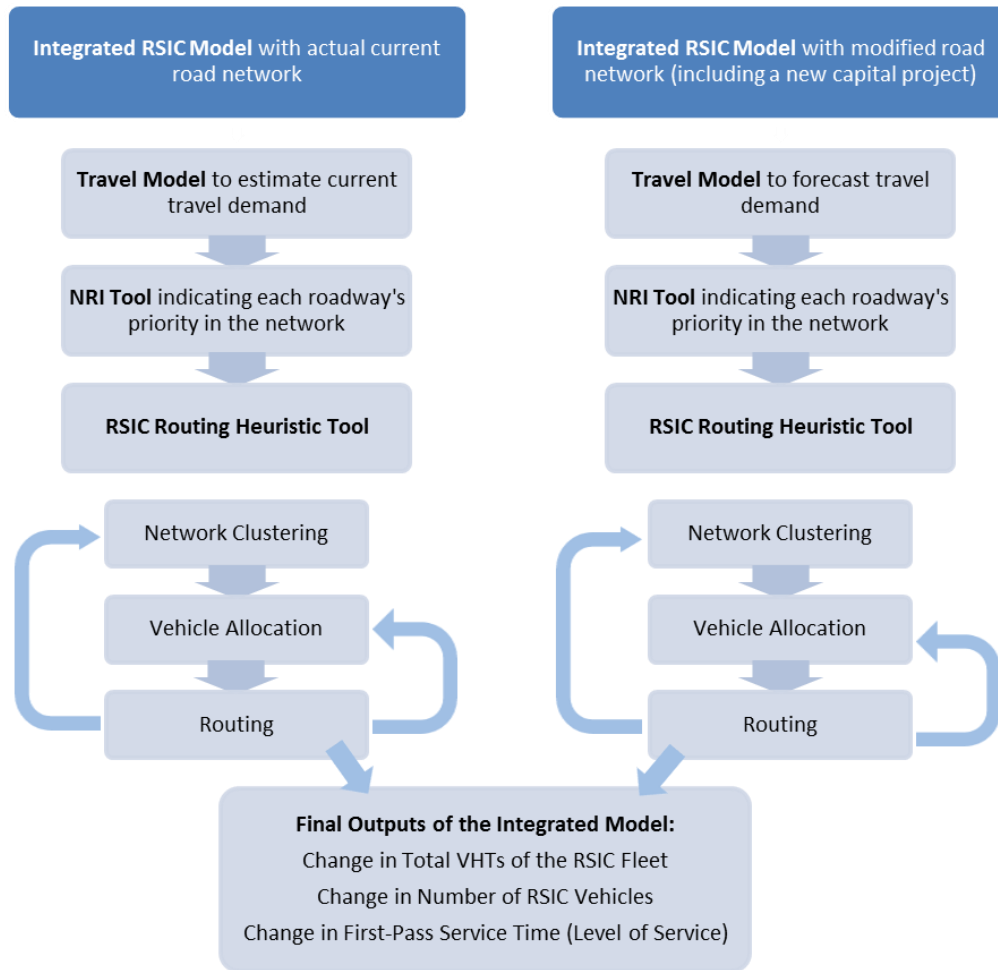 Integrated RSIC Model with actual current
road network
Travel Model to estimate current
travel demand
NRI Tool indicating each roadway's
priority in the network
RSIC Routing Heuristic Tool
Network Clustering
Vehicle Allocation
Routing
Integrated RSIC Model with modified road
network (including a new capital project)
Travel Model to forecast travel
demand
NRI Tool indicating each roadway's
priority in the network
RSIC Routing Heuristic Tool
Network Clustering
Vehicle Allocation
Routing
Final Outputs of the Integrated Model:
Change in Total VHTs of the RSIC Fleet
Change in Number of RSIC Vehicles
Change in First-Pass Service Time (Level of Service)